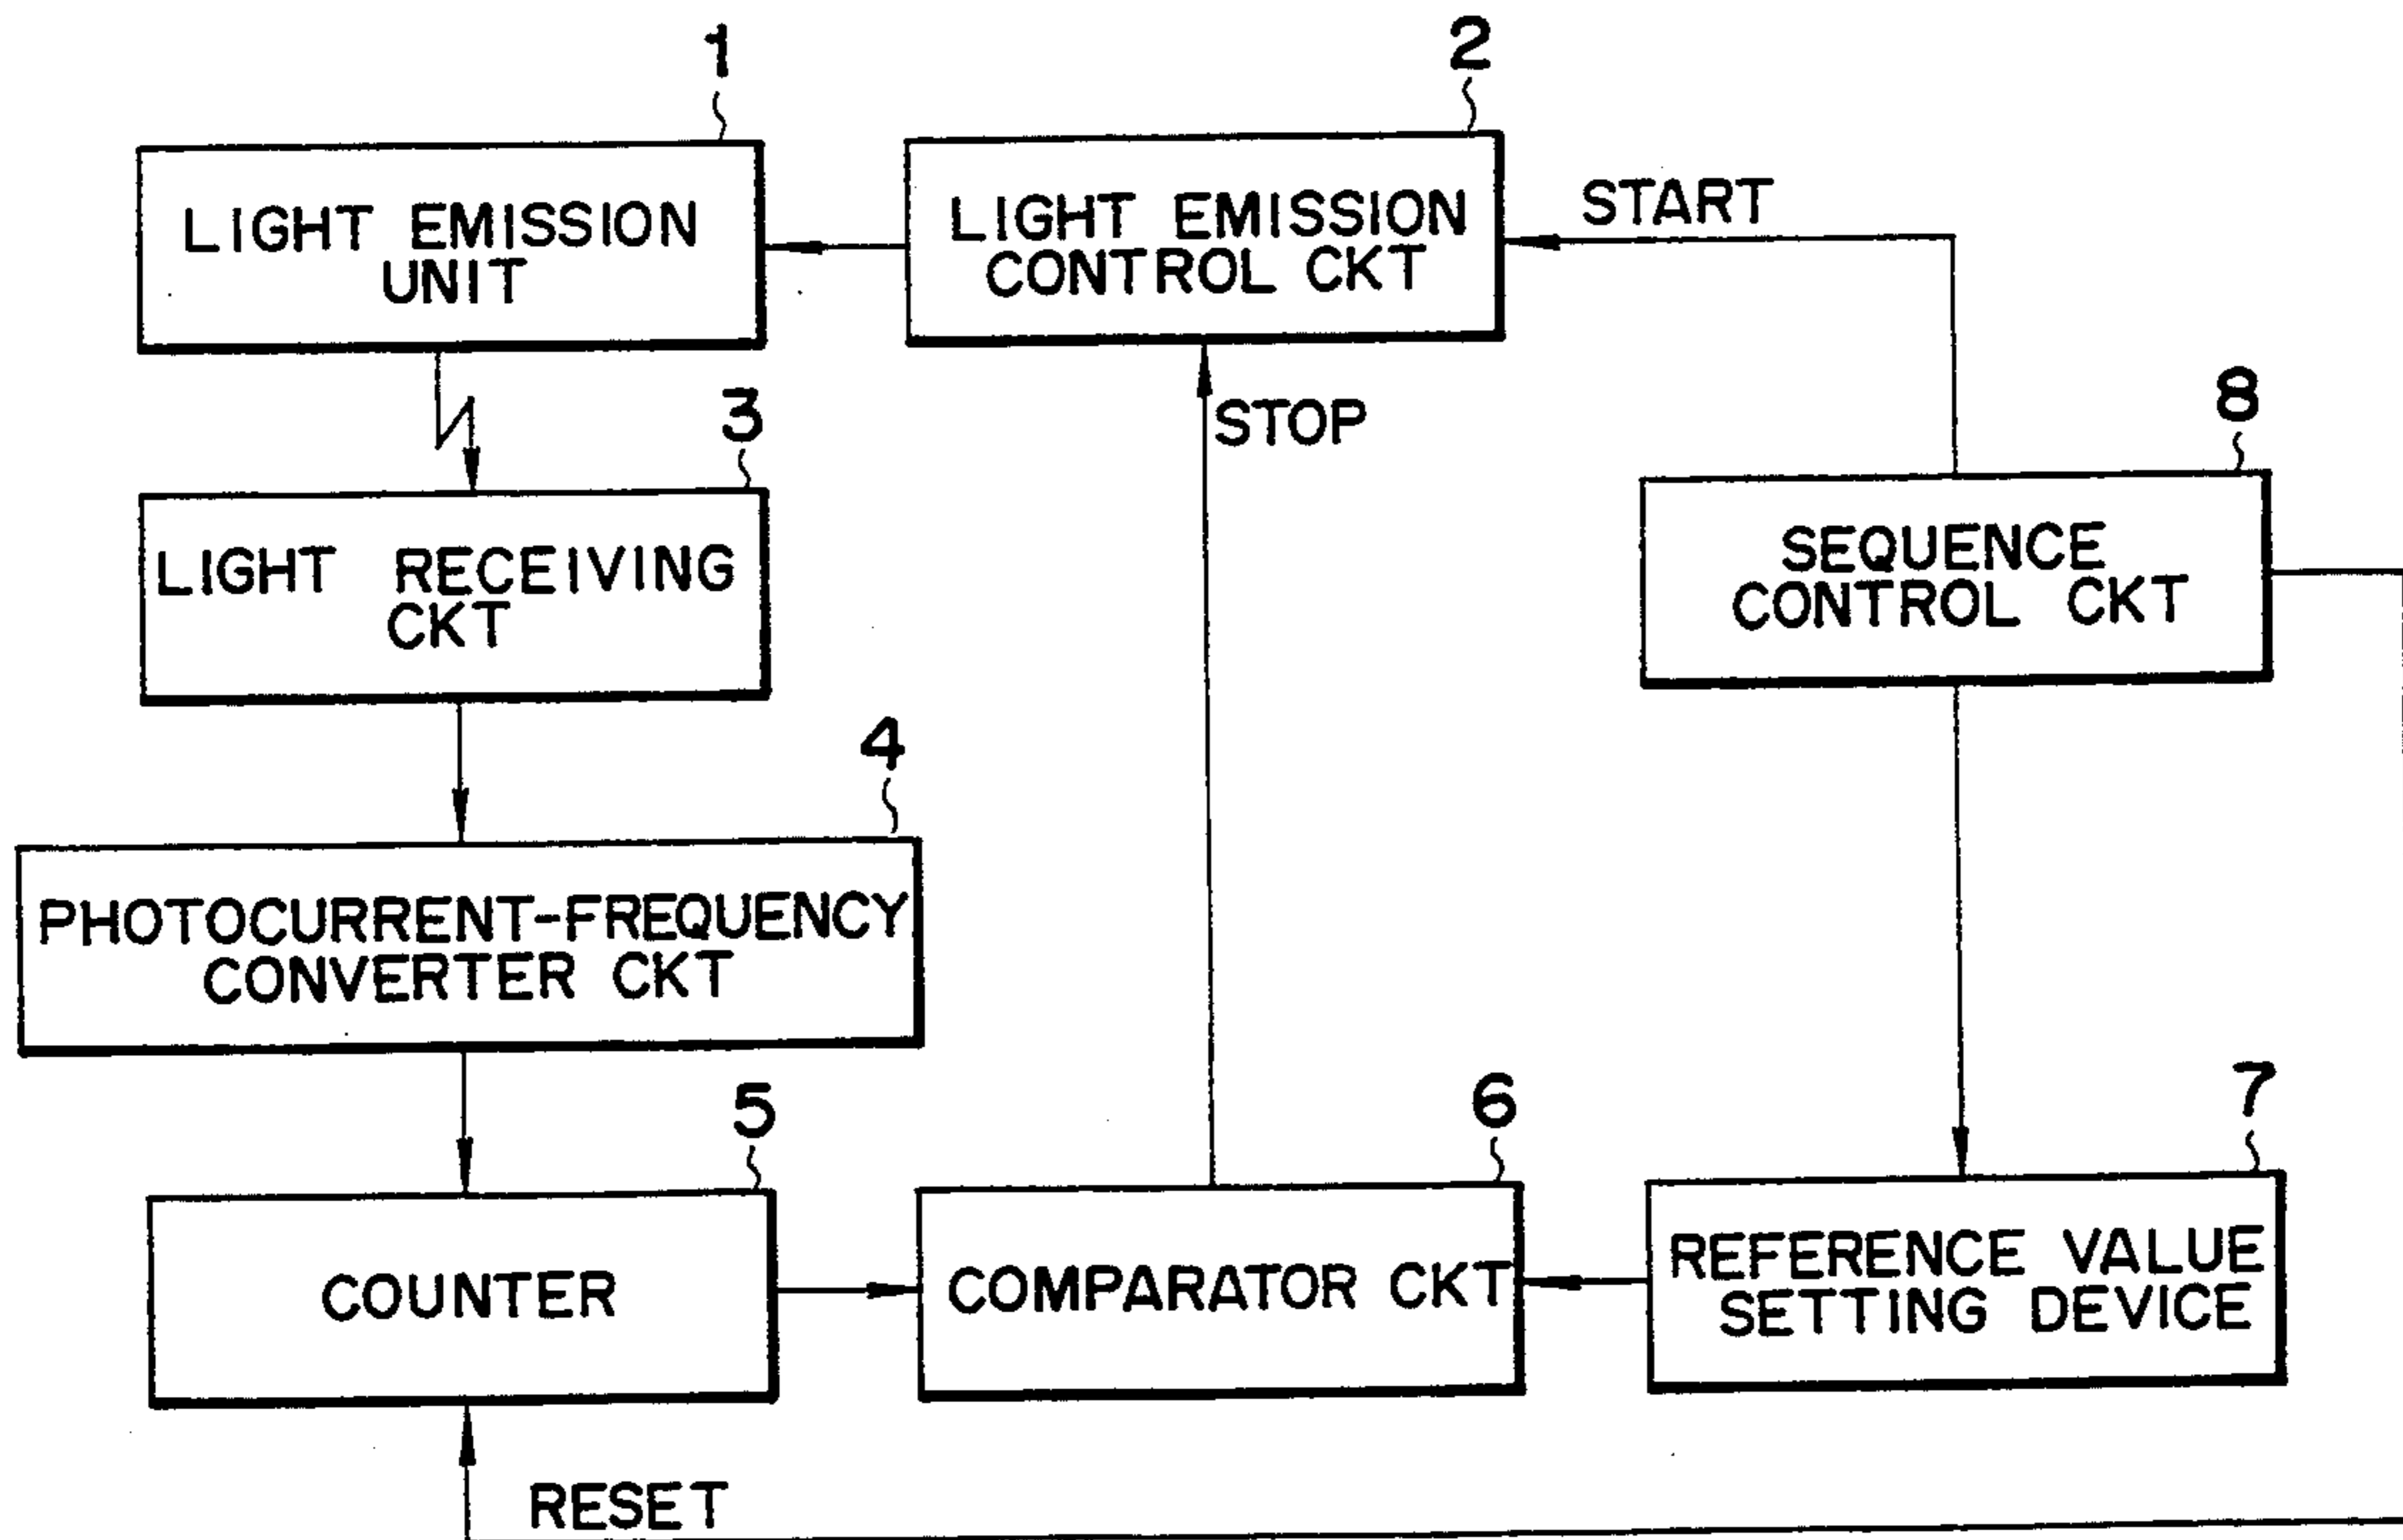 1
LIGHT EMISSION
UNIT
2
LIGHT EMISSION
CONTROL CKT
START
STOP
3
LIGHT RECEIVING
CKT
8
SEQUENCE
CONTROL CKT
4
PHOTOCURRENT-FREQUENCY
CONVERTER CKT
5
COUNTER
6
COMPARATOR CKT
7
REFERENCE VALUE
SETTING DEVICE
RESET